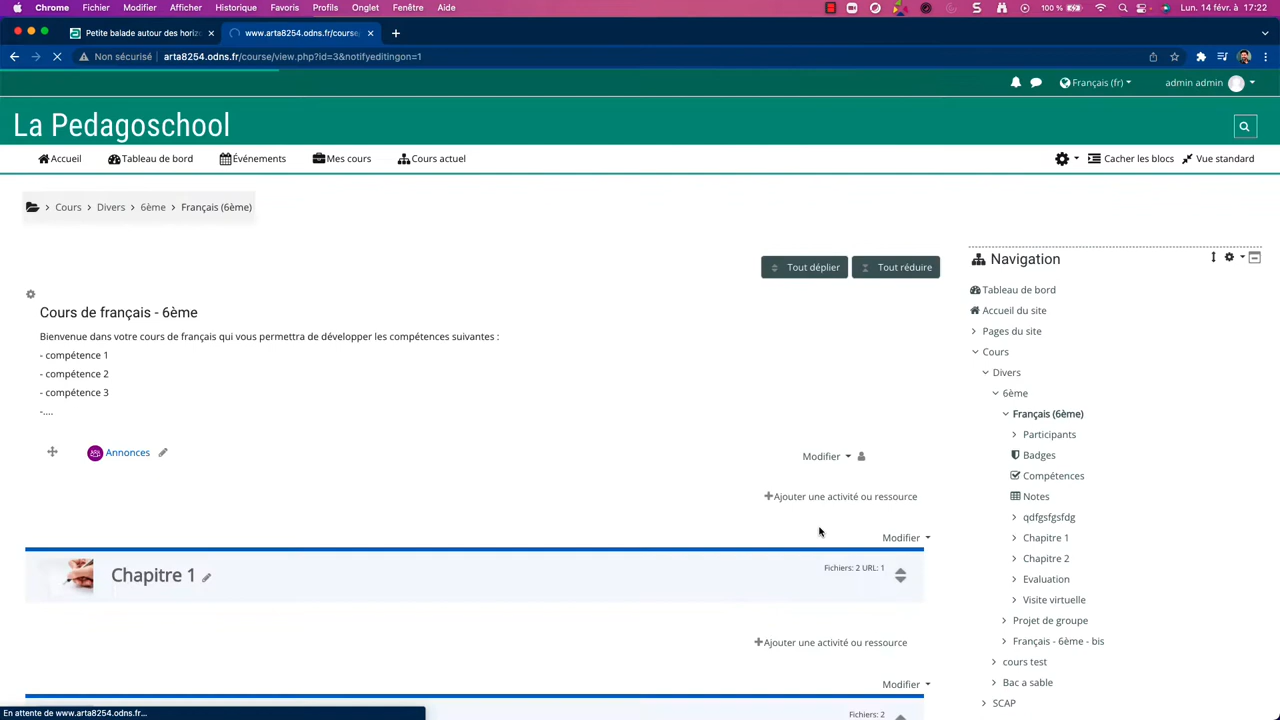 Chrome Fichier Modifier Afficher Historique Favoris Profils Onglet Fenêtre Aide 100 % Lun. 14 févr. à 17:22
Petite balade autour des horiz
www.arta8254.odns.fr/course/
Non sécurisé arta8254.odns.fr/course/view.php?id=3&notifyeditingon=1
Français (fr) admin admin
La Pedagoschool
Accueil Tableau de bord Événements Mes cours Cours actuel Cacher les blocs Vue standard
Cours Divers 6ème Français (6ème)
Tout déplier Tout réduire
Cours de français - 6ème
Bienvenue dans votre cours de français qui vous permettra de développer les compétences suivantes :
- compétence 1
- compétence 2
- compétence 3
-....
Annonces Modifier
+Ajouter une activité ou ressource
Modifier
Chapitre 1 Fichiers: 2 URL: 1
+Ajouter une activité ou ressource
Modifier
Fichiers: 2
Navigation
Tableau de bord
Accueil du site
Pages du site
Cours
Divers
6ème
Français (6ème)
Participants
Badges
Compétences
Notes
qdfgsfgsfdg
Chapitre 1
Chapitre 2
Evaluation
Visite virtuelle
Projet de groupe
Français - 6ème - bis
cours test
Bac a sable
SCAP
En attente de www.arta8254.odns.fr...